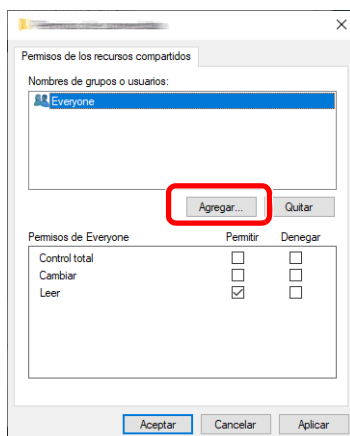 Permisos de los recursos compartidos
Nombres de grupos o usuarios:
Everyone
Agregar... Quitar
Permisos de Everyone Permitir Denegar
Control total
Cambiar
Leer
Aceptar Cancelar Aplicar